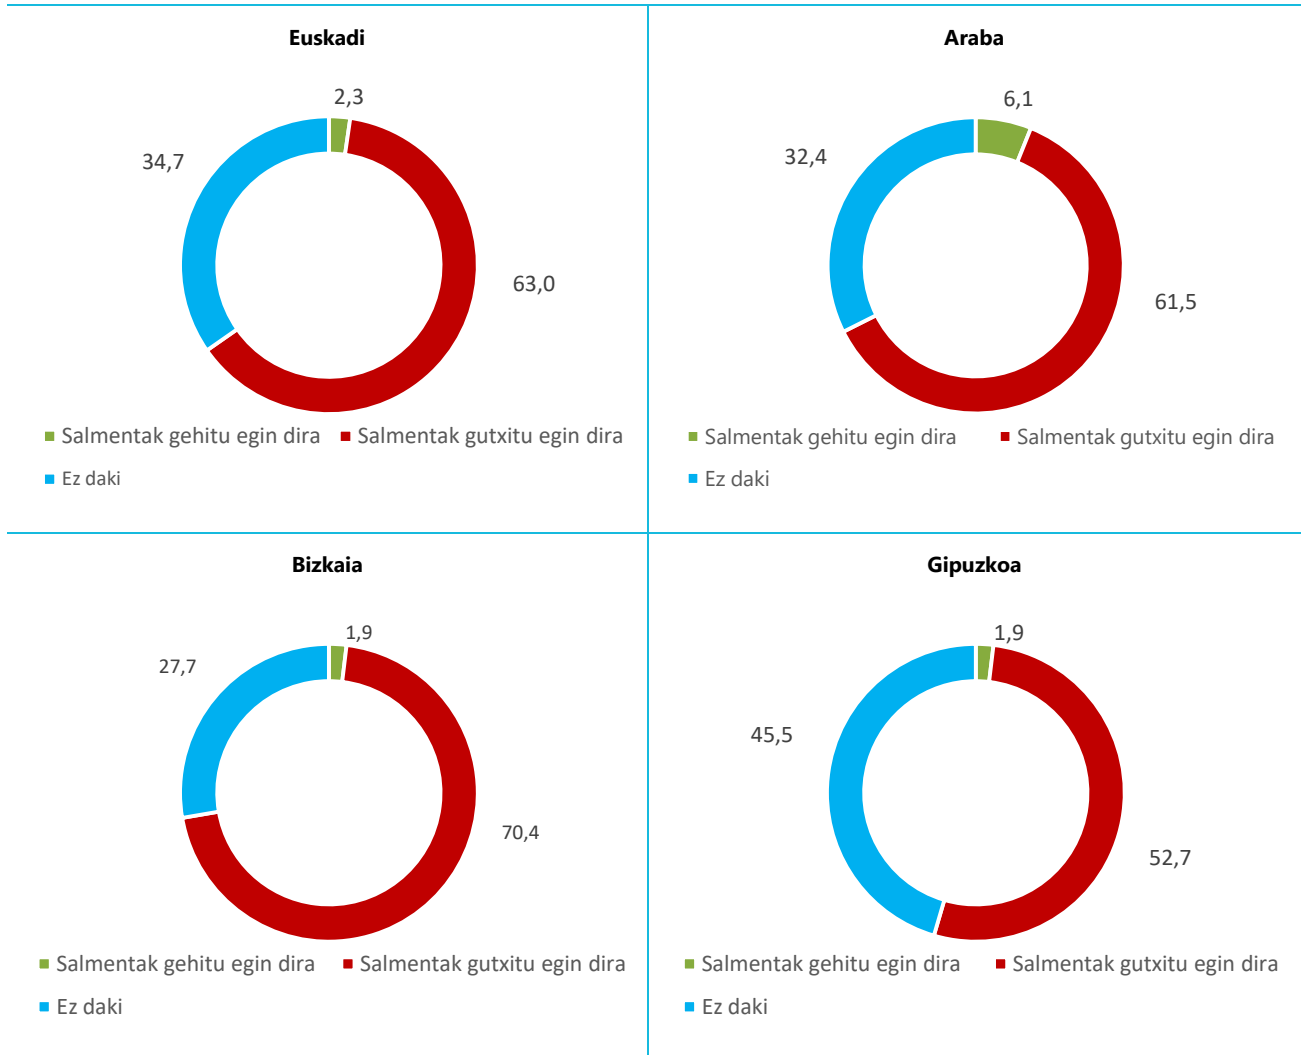 Euskadi
2,3
34,7
63,0
Salmentak gehitu egin dira Salmentak gutxitu egin dira
Ez daki
Araba
6,1
32,4
61,5
Salmentak gehitu egin dira Salmentak gutxitu egin dira
Ez daki
Bizkaia
1,9
27,7
70,4
Salmentak gehitu egin dira Salmentak gutxitu egin dira
Ez daki
Gipuzkoa
1,9
45,5
52,7
Salmentak gehitu egin dira Salmentak gutxitu egin dira
Ez daki